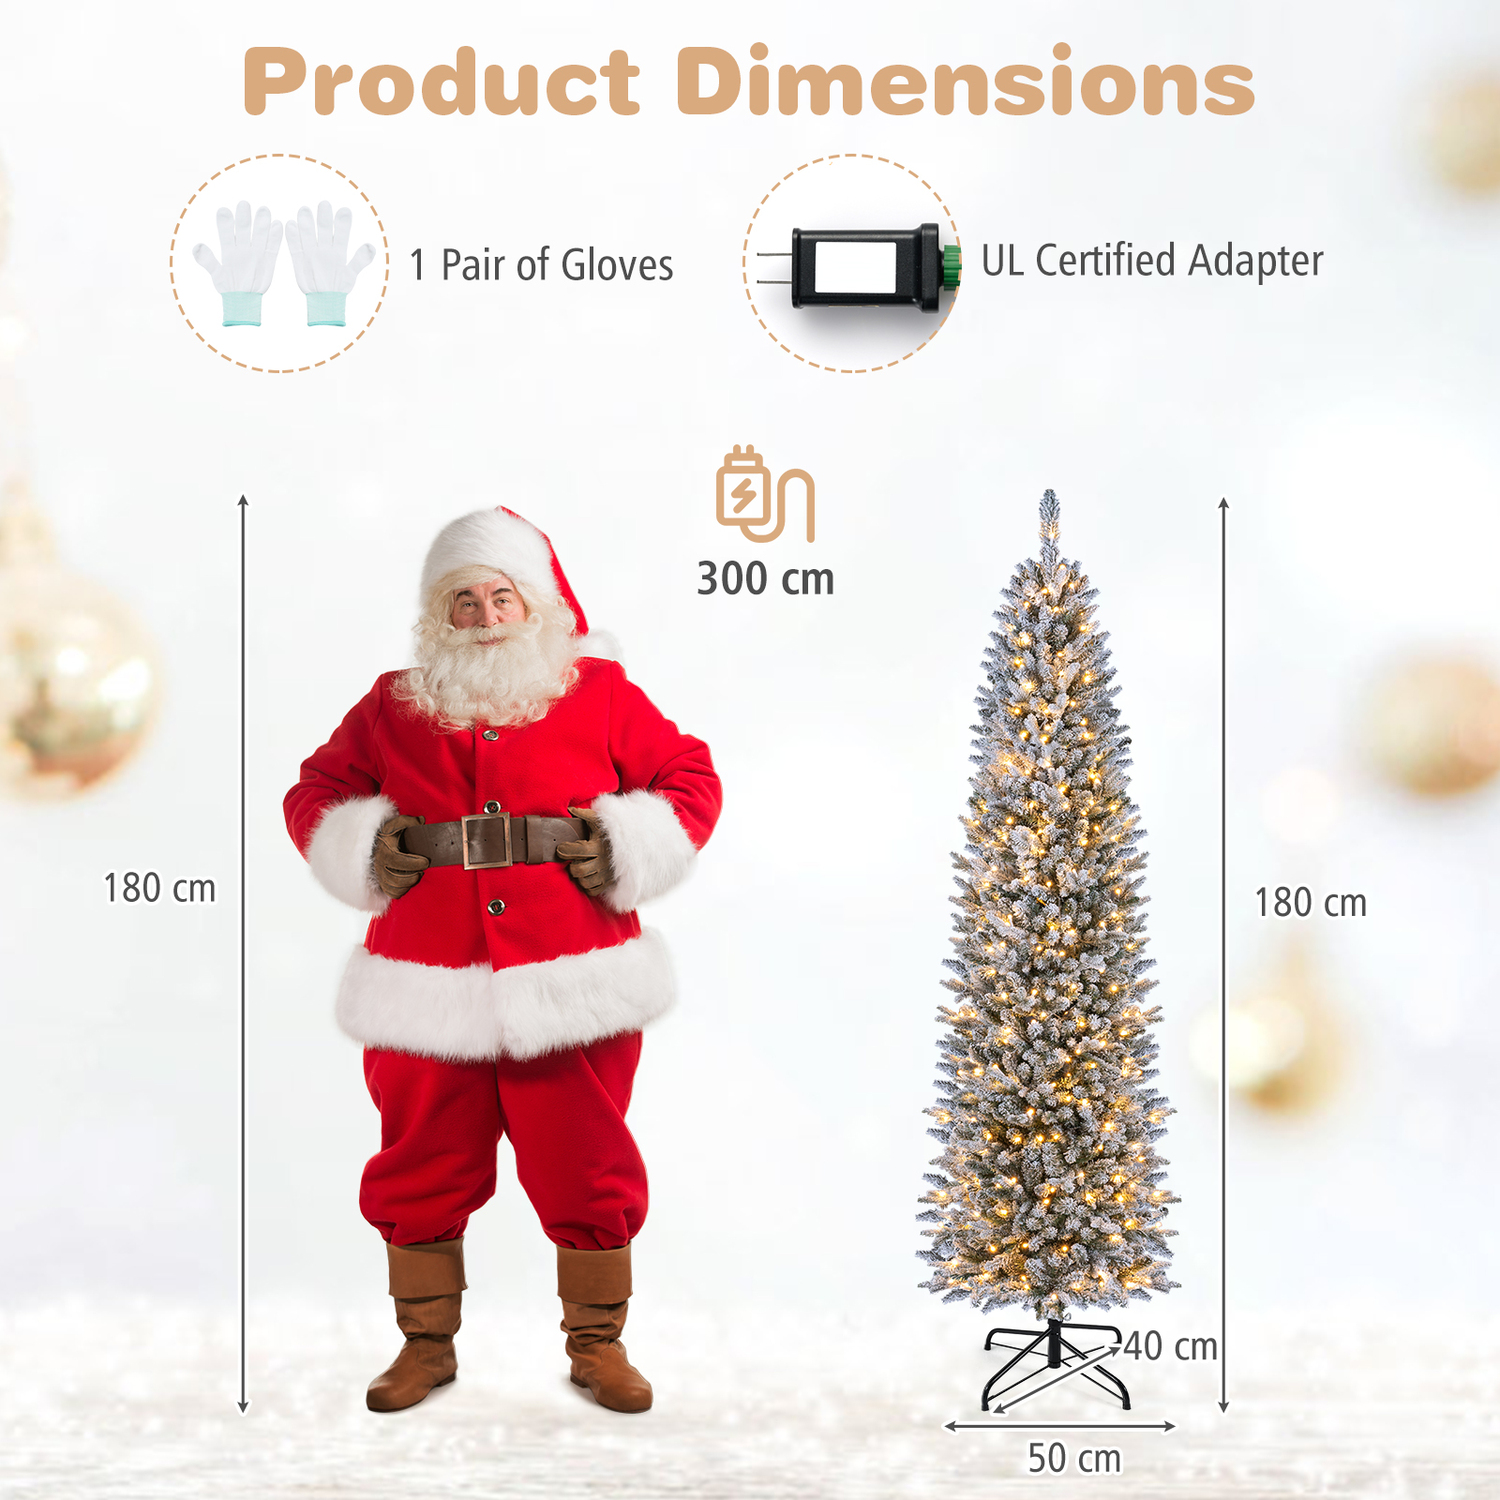 Product Dimensions
1 Pair of Gloves
UL Certified Adapter
300 cm
180 cm
180 cm
40 cm
50 cm